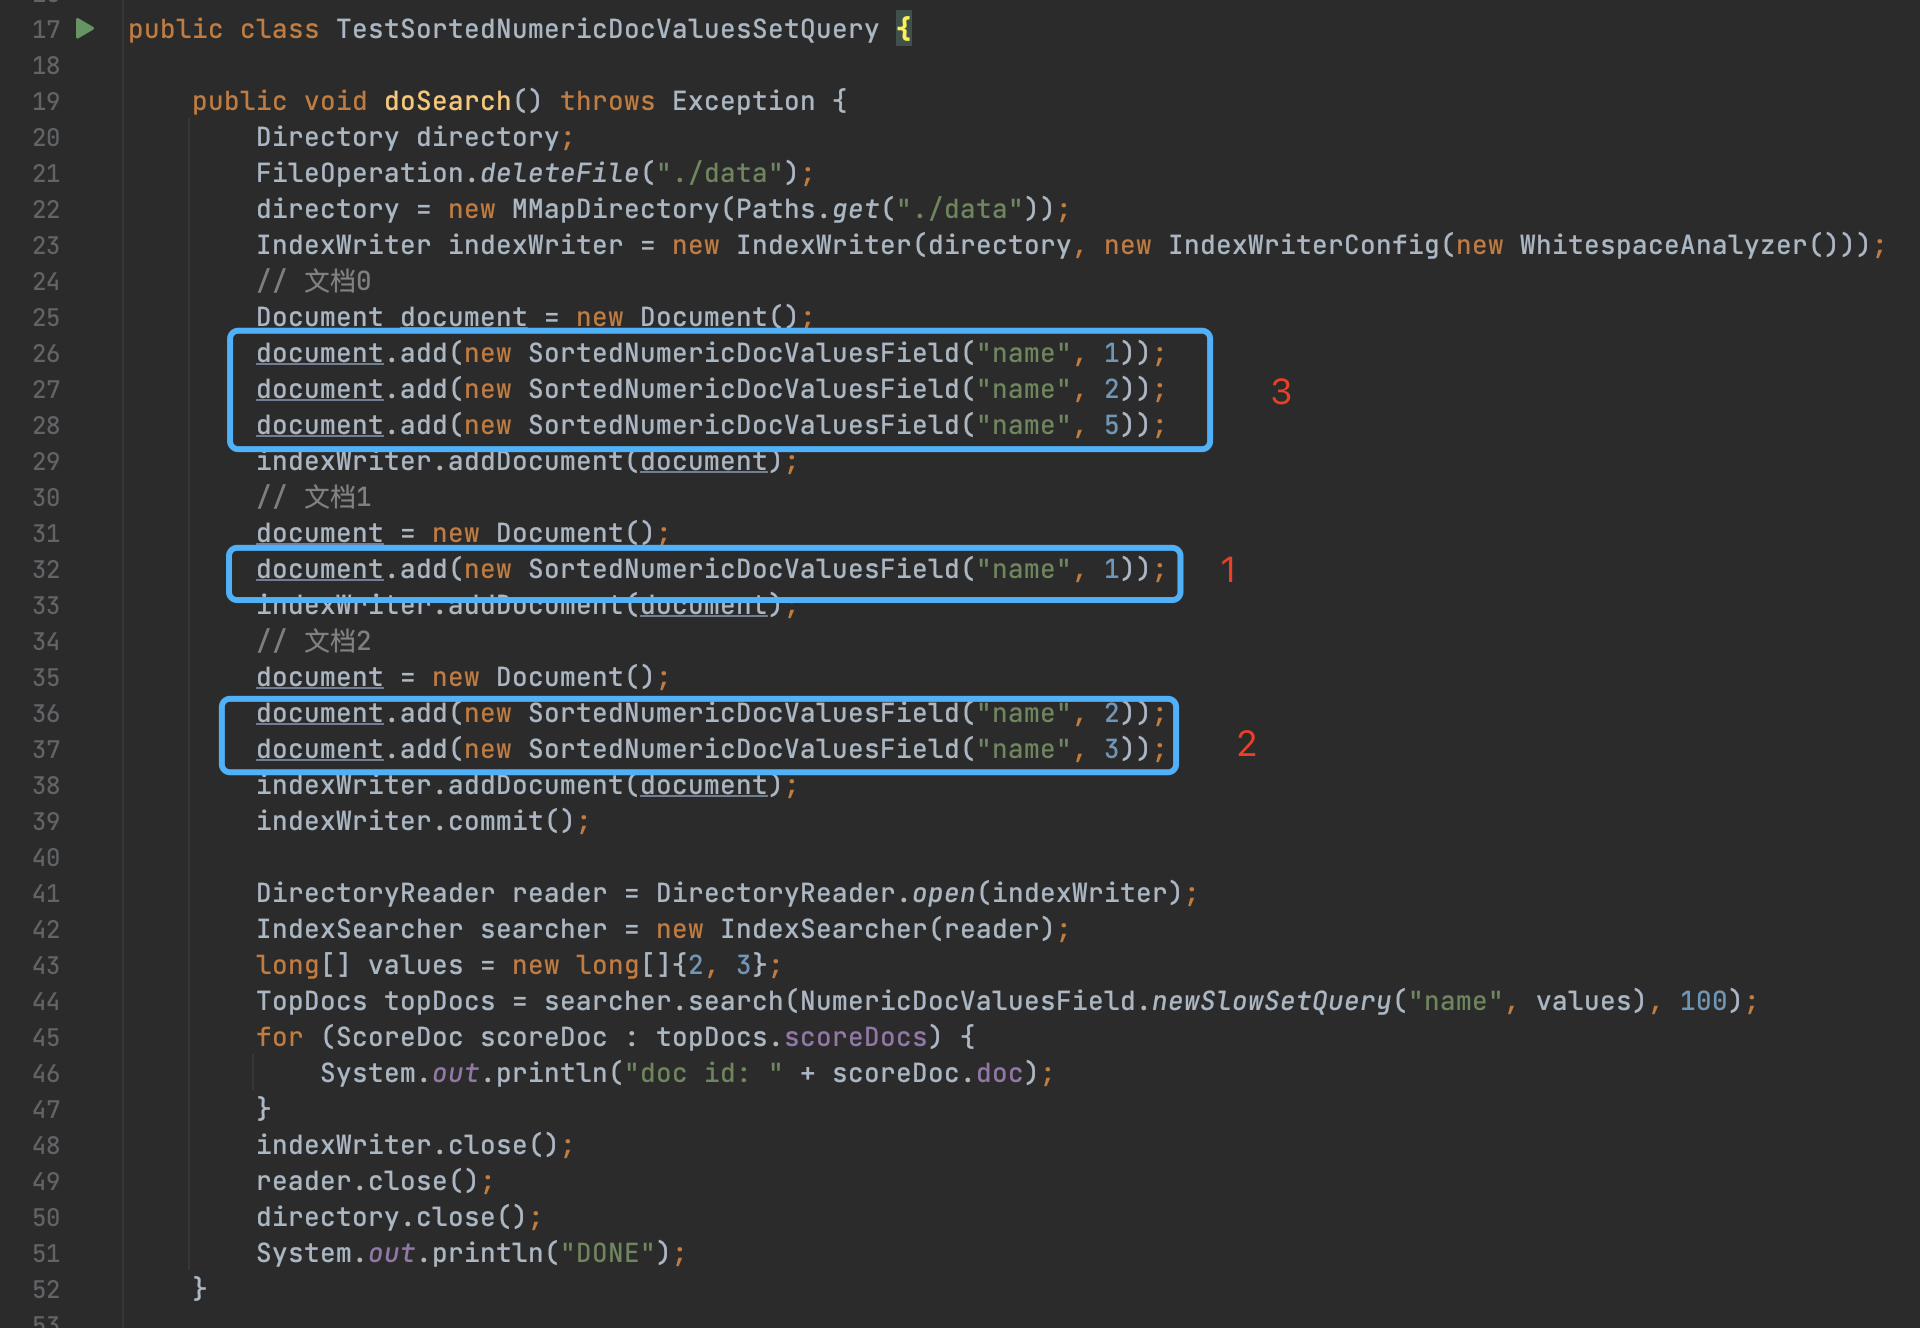 17 public class TestSortedNumericDocValuesSetQuery {
18
19 public void doSearch() throws Exception {
20 Directory directory;
21 FileOperation.deleteFile("./data");
22 directory = new MMapDirectory(Paths.get("./data"));
23 IndexWriter indexWriter = new IndexWriter(directory, new IndexWriterConfig(new WhitespaceAnalyzer()));
24 // 文档0
25 Document document = new Document();
26 document.add(new SortedNumericDocValuesField("name", 1));
27 document.add(new SortedNumericDocValuesField("name", 2)); 3
28 document.add(new SortedNumericDocValuesField("name", 5));
29 indexWriter.addDocument(document);
30 // 文档1
31 document = new Document();
32 document.add(new SortedNumericDocValuesField("name", 1)); 1
33 indexWriter.addDocument(document);
34 // 文档2
35 document = new Document();
36 document.add(new SortedNumericDocValuesField("name", 2));
37 document.add(new SortedNumericDocValuesField("name", 3)); 2
38 indexWriter.addDocument(document);
39 indexWriter.commit();
40
41 DirectoryReader reader = DirectoryReader.open(indexWriter);
42 IndexSearcher searcher = new IndexSearcher(reader);
43 long[] values = new long[]{2, 3};
44 TopDocs topDocs = searcher.search(NumericDocValuesField.newSlowSetQuery("name", values), 100);
45 for (ScoreDoc scoreDoc : topDocs.scoreDocs) {
46 System.out.println("doc id: " + scoreDoc.doc);
47 }
48 indexWriter.close();
49 reader.close();
50 directory.close();
51 System.out.println("DONE");
52 }
53